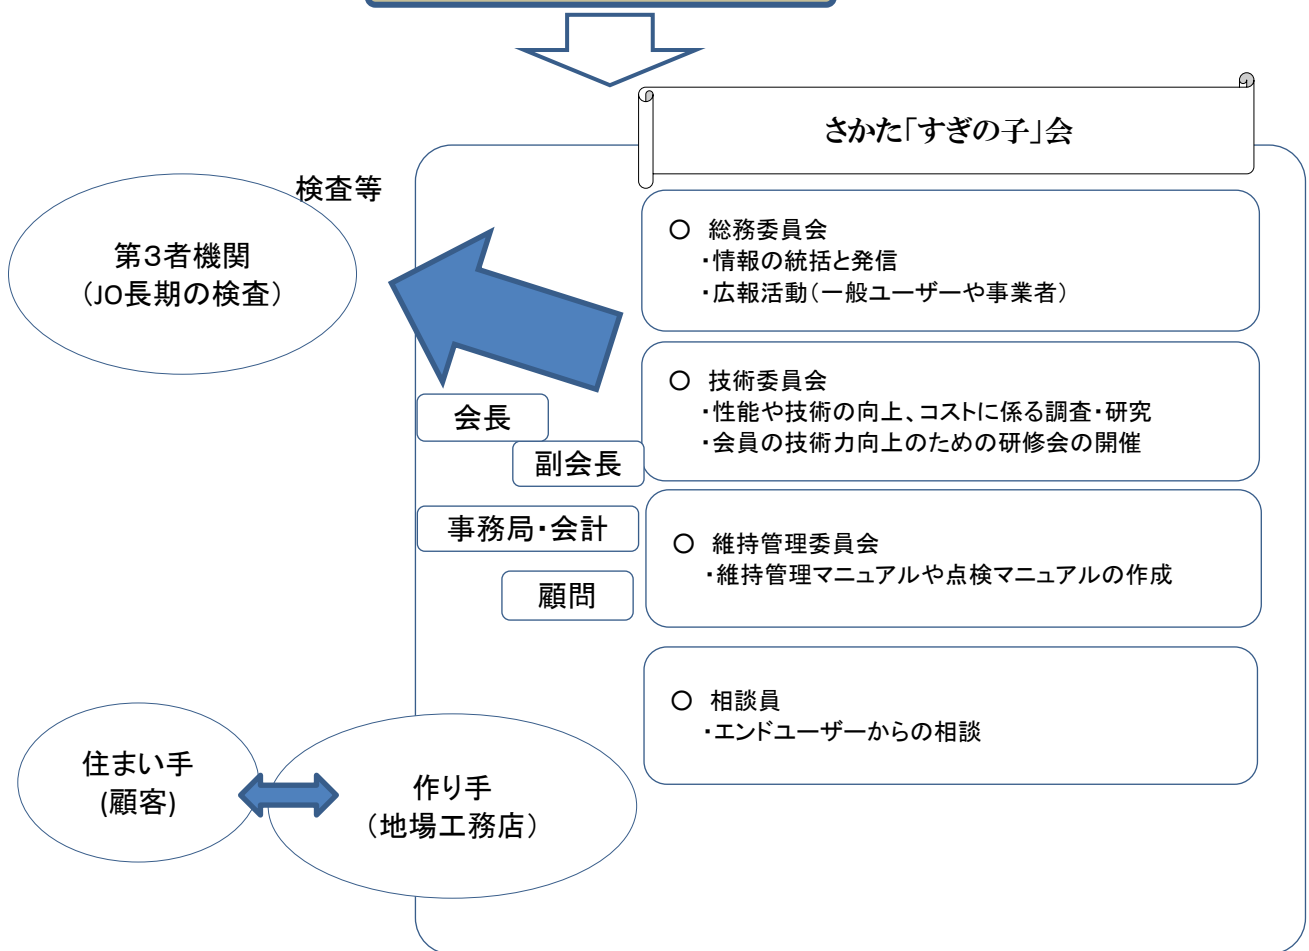 さかた「すぎの子」会
検査等
第3者機関
（JO長期の検査）
○ 総務委員会
・情報の統括と発信
・広報活動（一般ユーザーや事業者）
○ 技術委員会
・性能や技術の向上、コストに係る調査・研究
・会員の技術力向上のための研修会の開催
会長
副会長
事務局・会計
顧問
○ 維持管理委員会
・維持管理マニュアルや点検マニュアルの作成
○ 相談員
・エンドユーザーからの相談
住まい手
(顧客)
作り手
（地場工務店）